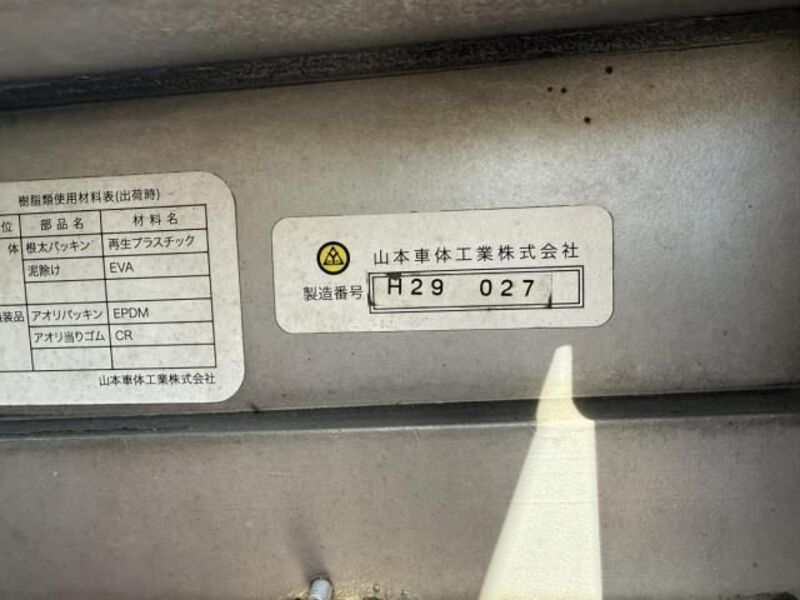 樹脂類使用材料表(出荷時)
位 部品名 材料名
体 根太パッキン 再生プラスチック
泥除け EVA
装品 アオリパッキン EPDM
アオリ当りゴム CR
山本車体工業株式会社
山本車体工業株式会社
製造番号 H29 027